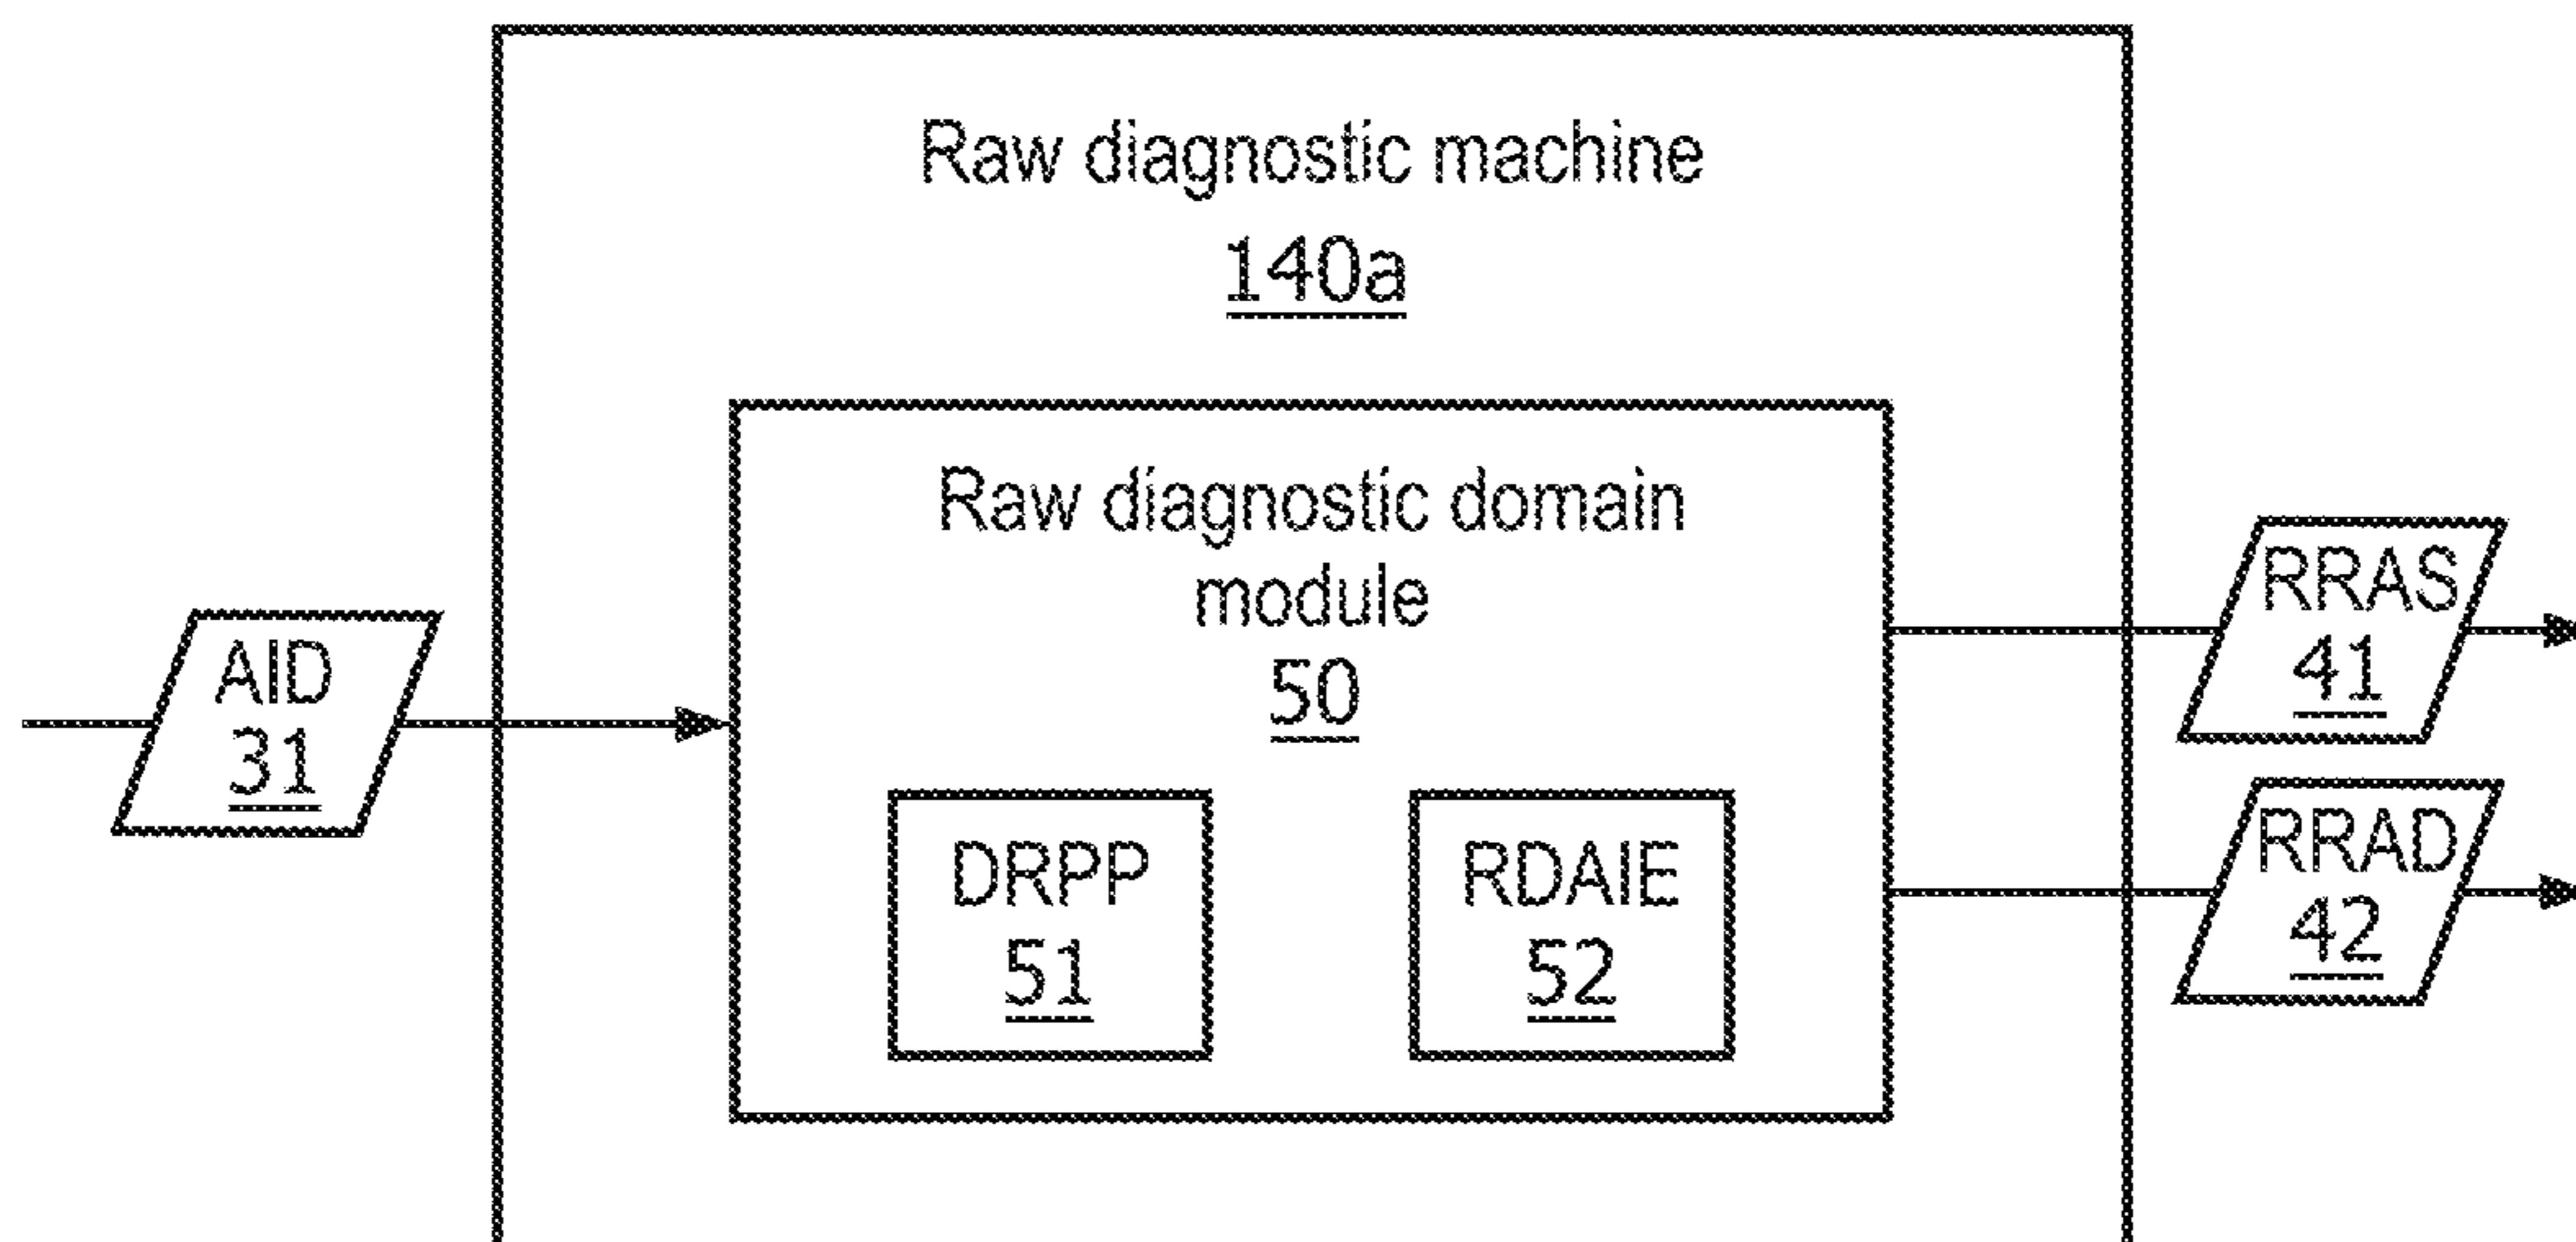 Raw diagnostic machine
140a
Raw diagnostic domain
module
50
AID
31
DRPP
51
RDAIE
52
RRAS
41
RRAD
42